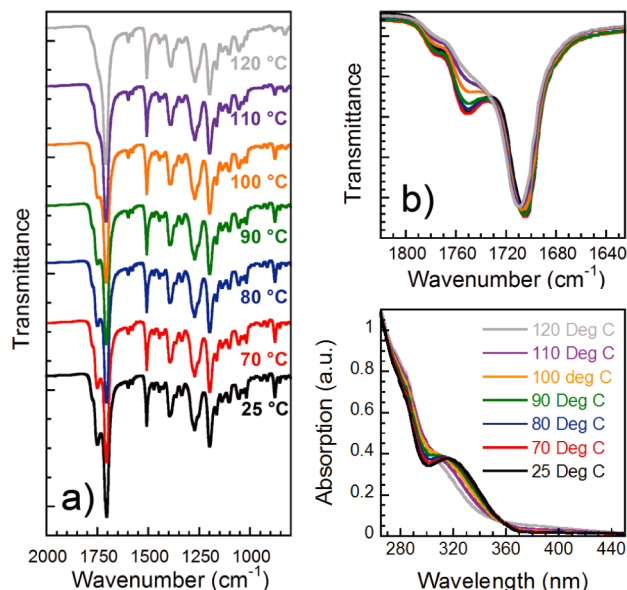 120 °C
110 °C
100 °C
90 °C
80 °C
70 °C
25 °C
a)
Transmittance
2000 1750 1500 1250 1000
Wavenumber (cm-1)
b)
Transmittance
1820 1760 1720 1680 1640
Wavenumber (cm-1)
120 Deg C
110 Deg C
100 deg C
90 Deg C
80 Deg C
70 Deg C
25 Deg C
Absorption (a.u.)
1
0.8
0.6
0.4
0.2
0
280 320 360 400 440
Wavelength (nm)